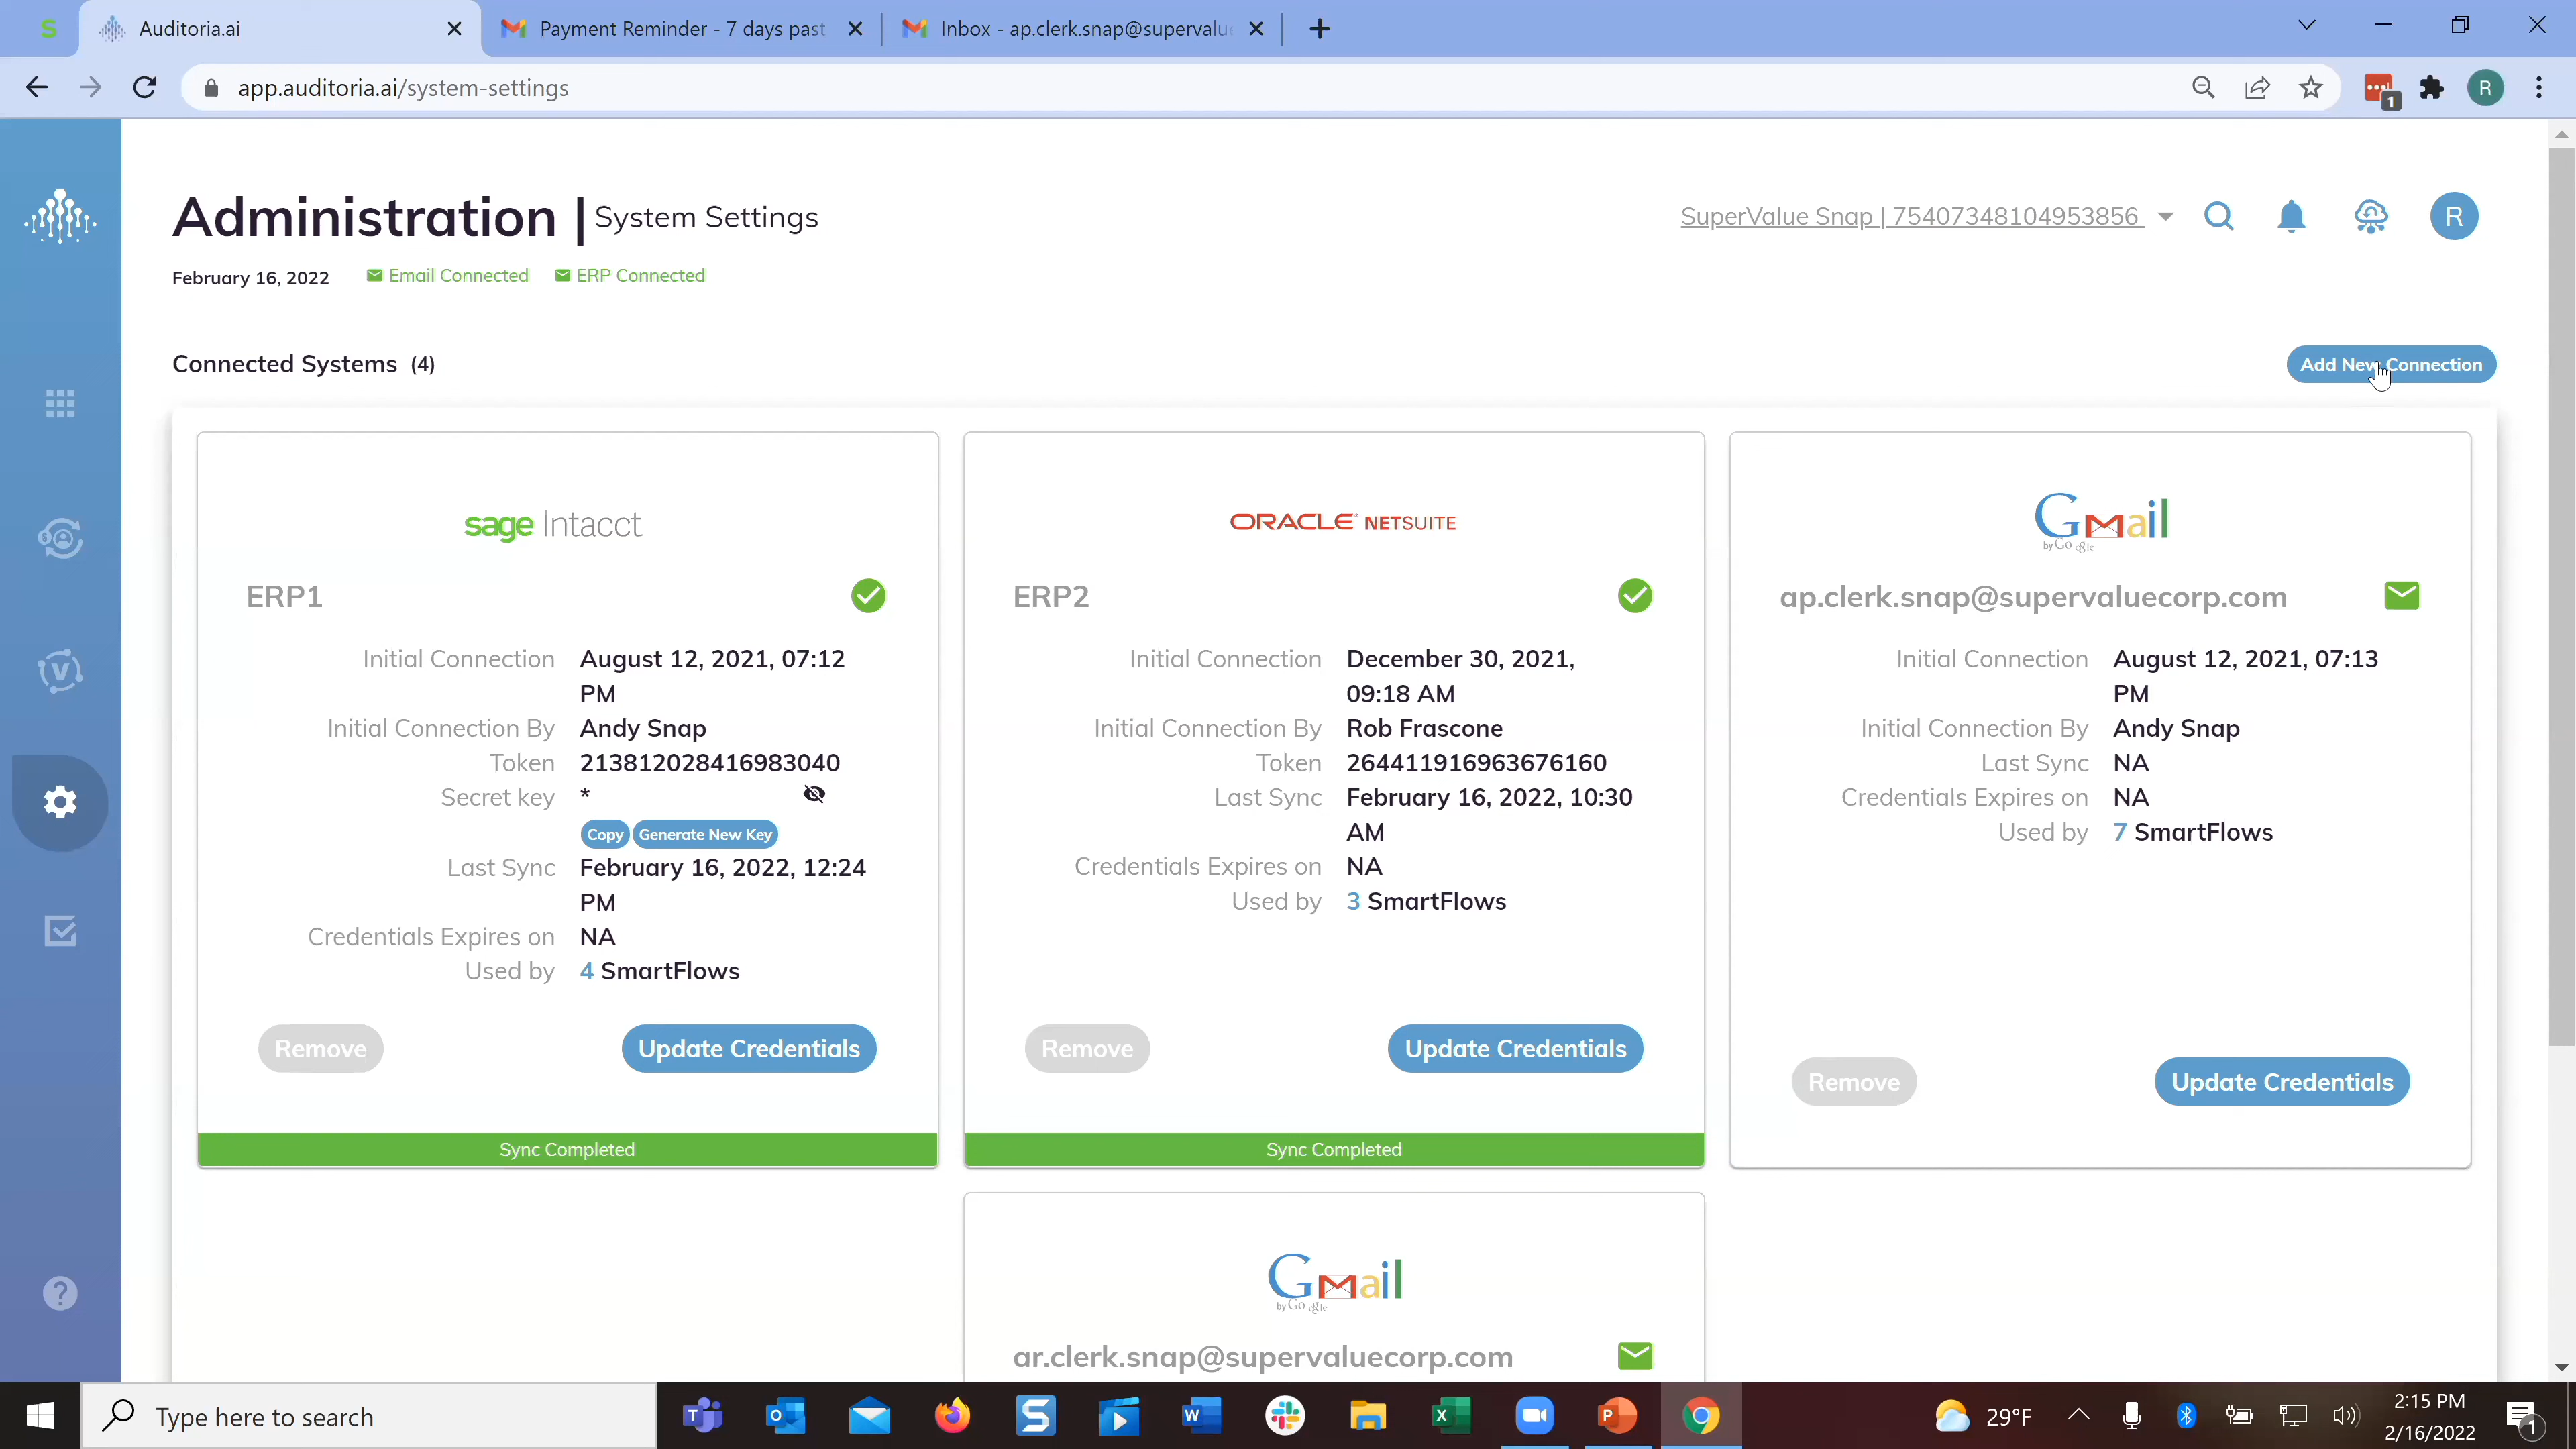 Auditoria.ai
Payment Reminder - 7 days past
Inbox - ap.clerk.snap@supervalu
app.auditoria.ai/system-settings
1
R
Administration | System Settings
SuperValue Snap | 75407348104953856
R
February 16, 2022
Email Connected
ERP Connected
Connected Systems (4)
Add New Connection
sage Intacct
ERP1
Initial Connection August 12, 2021, 07:12
PM
Initial Connection By Andy Snap
Token 213812028416983040
Secret key *
Copy Generate New Key
Last Sync February 16, 2022, 12:24
PM
Credentials Expires on NA
Used by 4 SmartFlows
Remove Update Credentials
Sync Completed
ORACLE NETSUITE
ERP2
Initial Connection December 30, 2021,
09:18 AM
Initial Connection By Rob Frascone
Token 264411916963676160
Last Sync February 16, 2022, 10:30
AM
Credentials Expires on NA
Used by 3 SmartFlows
Remove Update Credentials
Sync Completed
Gmail
by Google
ap.clerk.snap@supervaluecorp.com
Initial Connection August 12, 2021, 07:13
PM
Initial Connection By Andy Snap
Last Sync NA
Credentials Expires on NA
Used by 7 SmartFlows
Remove Update Credentials
Gmail
by Google
ar.clerk.snap@supervaluecorp.com
Type here to search
29°F
2:15 PM
2/16/2022
1